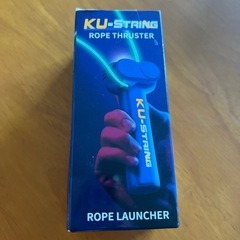 KU-STRING
ROPE THRUSTER
KU-STRING
ROPE LAUNCHER